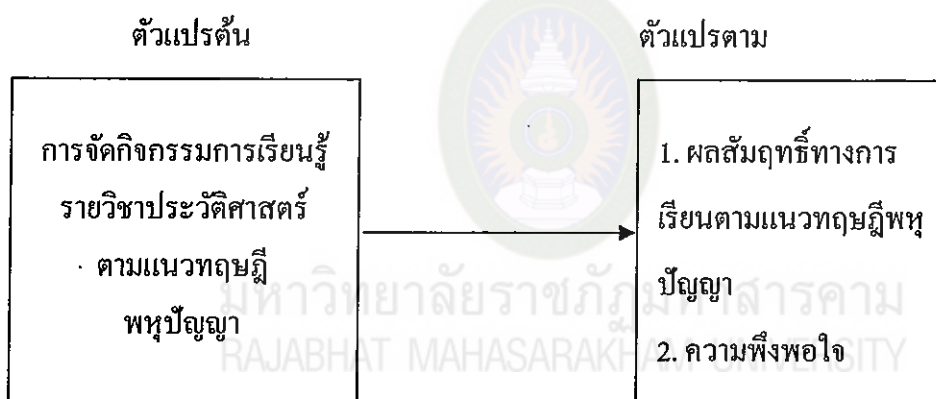 ตัวแปรต้น
ตัวแปรตาม
การจัดกิจกรรมการเรียนรู้
รายวิชาประวัติศาสตร์
ตามแนวทฤษฎี
พหุปัญญา
1. ผลสัมฤทธิ์ทางการ
เรียนตามแนวทฤษฎีพหุ
ปัญญา
2. ความพึงพอใจ
มหาวิทยาลัยราชภัฏมหาสารคาม
RAJABHAT MAHASARAKHAM UNIVERSITY